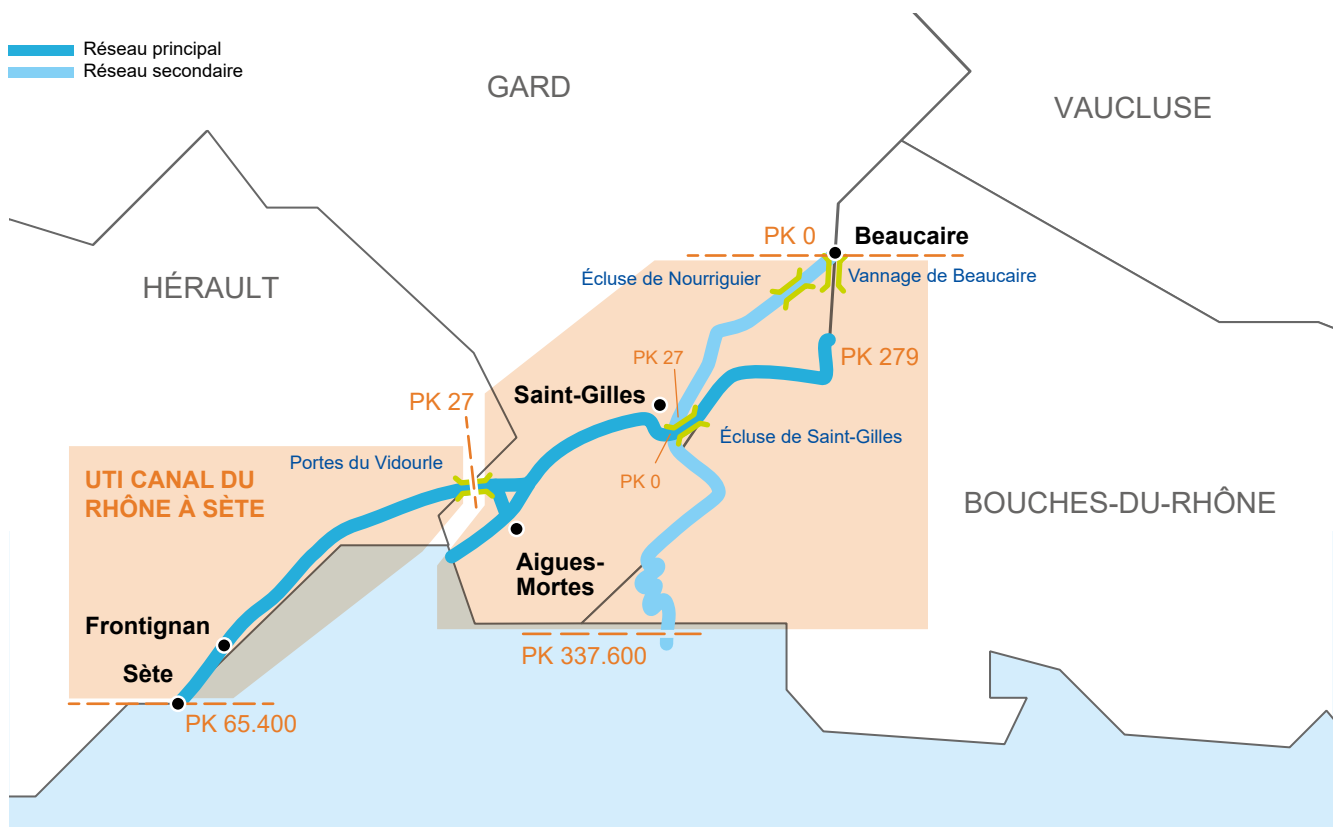 Réseau principal
Réseau secondaire
GARD
VAUCLUSE
PK 0
Beaucaire
Écluse de Nourriguier
Vannage de Beaucaire
HÉRAULT
PK 27
PK 279
Saint-Gilles
PK 27
Écluse de Saint-Gilles
Portes du Vidourle
UTI CANAL DU
RHÔNE À SÈTE
PK 0
BOUCHES-DU-RHÔNE
Aigues-
Mortes
Frontignan
PK 337.600
Sète
PK 65.400